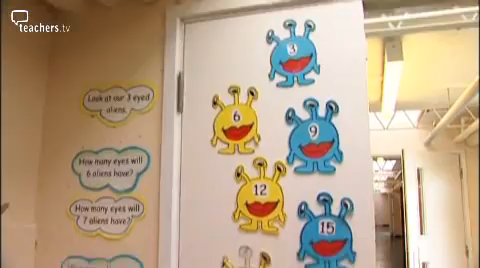 teachers.tv
Look at our 3 eyed
aliens.
How many eyes will
6 aliens have?
How many eyes will
7 aliens have?
3
6
9
12
15